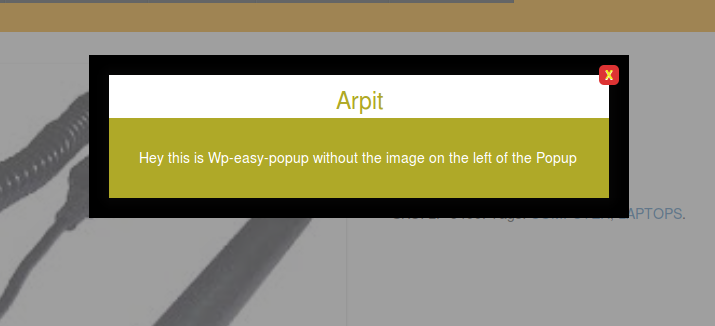 X
Arpit
Hey this is Wp-easy-popup without the image on the left of the Popup
LAPTOPS.